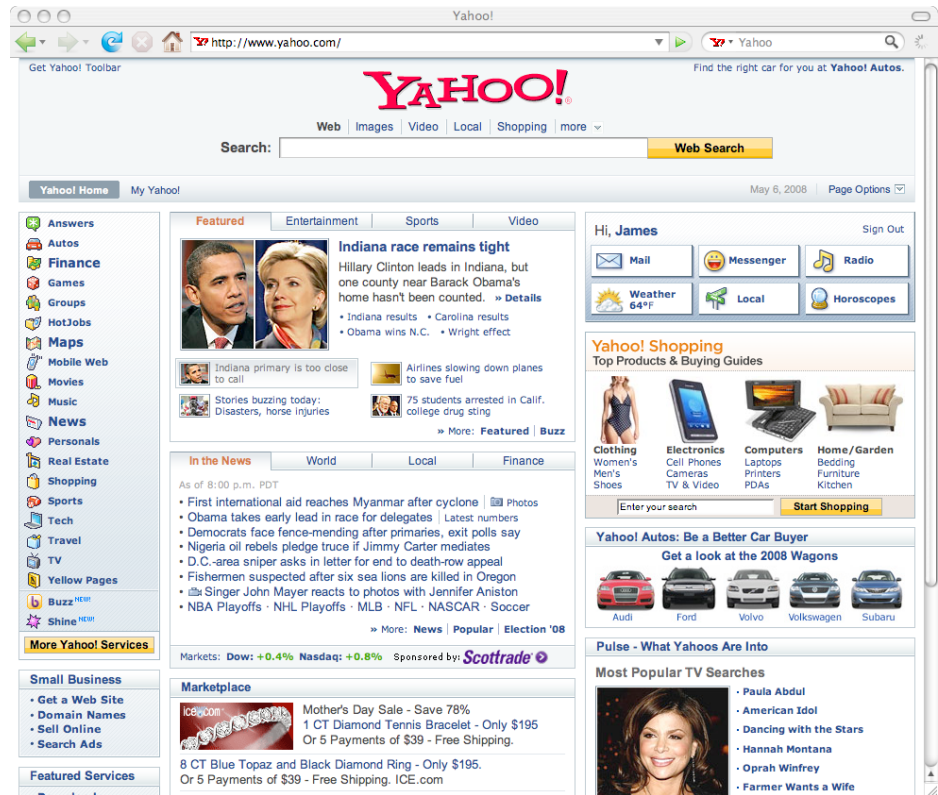 Yahoo!
http://www.yahoo.com/
Yahoo
Get Yahoo! Toolbar
Find the right car for you at Yahoo! Autos.
YAHOO!
Web Images Video Local Shopping more
Search:
Web Search
Yahoo! Home My Yahoo!
May 6, 2008 Page Options
Answers
Autos
Finance
Games
Groups
HotJobs
Maps
Mobile Web
Movies
Music
News
Personals
Real Estate
Shopping
Sports
Tech
Travel
TV
Yellow Pages
Buzz NEW!
Shine NEW!
More Yahoo! Services
Small Business
• Get a Web Site
• Domain Names
• Sell Online
• Search Ads
Featured Services
Featured Entertainment Sports Video
Indiana race remains tight
Hillary Clinton leads in Indiana, but
one county near Barack Obama's
home hasn't been counted. » Details
• Indiana results • Carolina results
• Obama wins N.C. • Wright effect
Indiana primary is too close
to call
Airlines slowing down planes
to save fuel
Stories buzzing today:
Disasters, horse injuries
75 students arrested in Calif.
college drug sting
» More: Featured | Buzz
In the News World Local Finance
As of 8:00 p.m. PDT
• First international aid reaches Myanmar after cyclone | Photos
• Obama takes early lead in race for delegates | Latest numbers
• Democrats face fence-mending after primaries, exit polls say
• Nigeria oil rebels pledge truce if Jimmy Carter mediates
• D.C.-area sniper asks in letter for end to death-row appeal
• Fishermen suspected after six sea lions are killed in Oregon
• Singer John Mayer reacts to photos with Jennifer Aniston
• NBA Playoffs · NHL Playoffs · MLB · NFL · NASCAR · Soccer
» More: News | Popular | Election '08
Markets: Dow: +0.4% Nasdaq: +0.8% Sponsored by: Scottrade
Marketplace
ice.com
Mother's Day Sale - Save 78%
1 CT Diamond Tennis Bracelet - Only $195
Or 5 Payments of $39 - Free Shipping.
8 CT Blue Topaz and Black Diamond Ring - Only $195.
Or 5 Payments of $39 - Free Shipping. ICE.com
Hi, James
Sign Out
Mail
Messenger
Radio
Weather
64°F
Local
Horoscopes
Yahoo! Shopping
Top Products & Buying Guides
Clothing
Women's
Men's
Shoes
Electronics
Cell Phones
Cameras
TV & Video
Computers
Laptops
Printers
PDAs
Home/Garden
Bedding
Furniture
Kitchen
Enter your search
Start Shopping
Yahoo! Autos: Be a Better Car Buyer
Get a look at the 2008 Wagons
Audi Ford Volvo Volkswagen Subaru
Pulse - What Yahoos Are Into
Most Popular TV Searches
• Paula Abdul
• American Idol
• Dancing with the Stars
• Hannah Montana
• Oprah Winfrey
• Farmer Wants a Wife